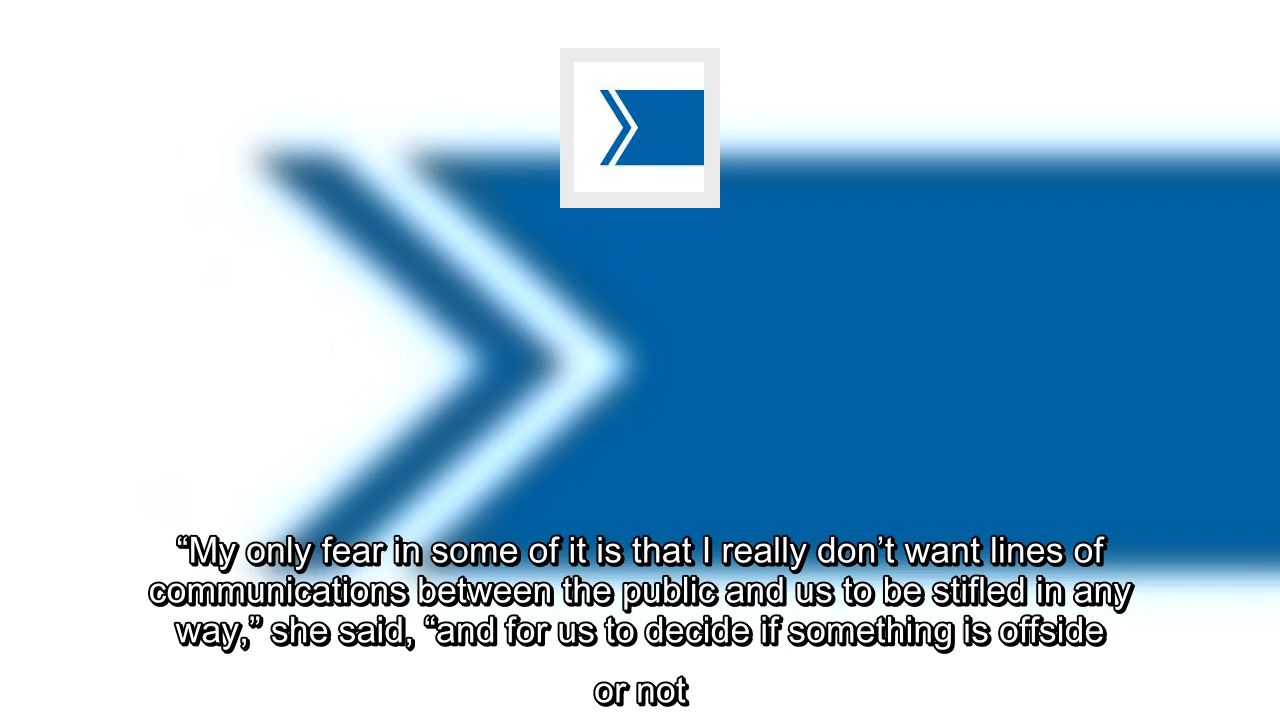 “My only fear in some of it is that I really don’t want lines of
communications between the public and us to be stifled in any
way,” she said, “and for us to decide if something is offside
or not